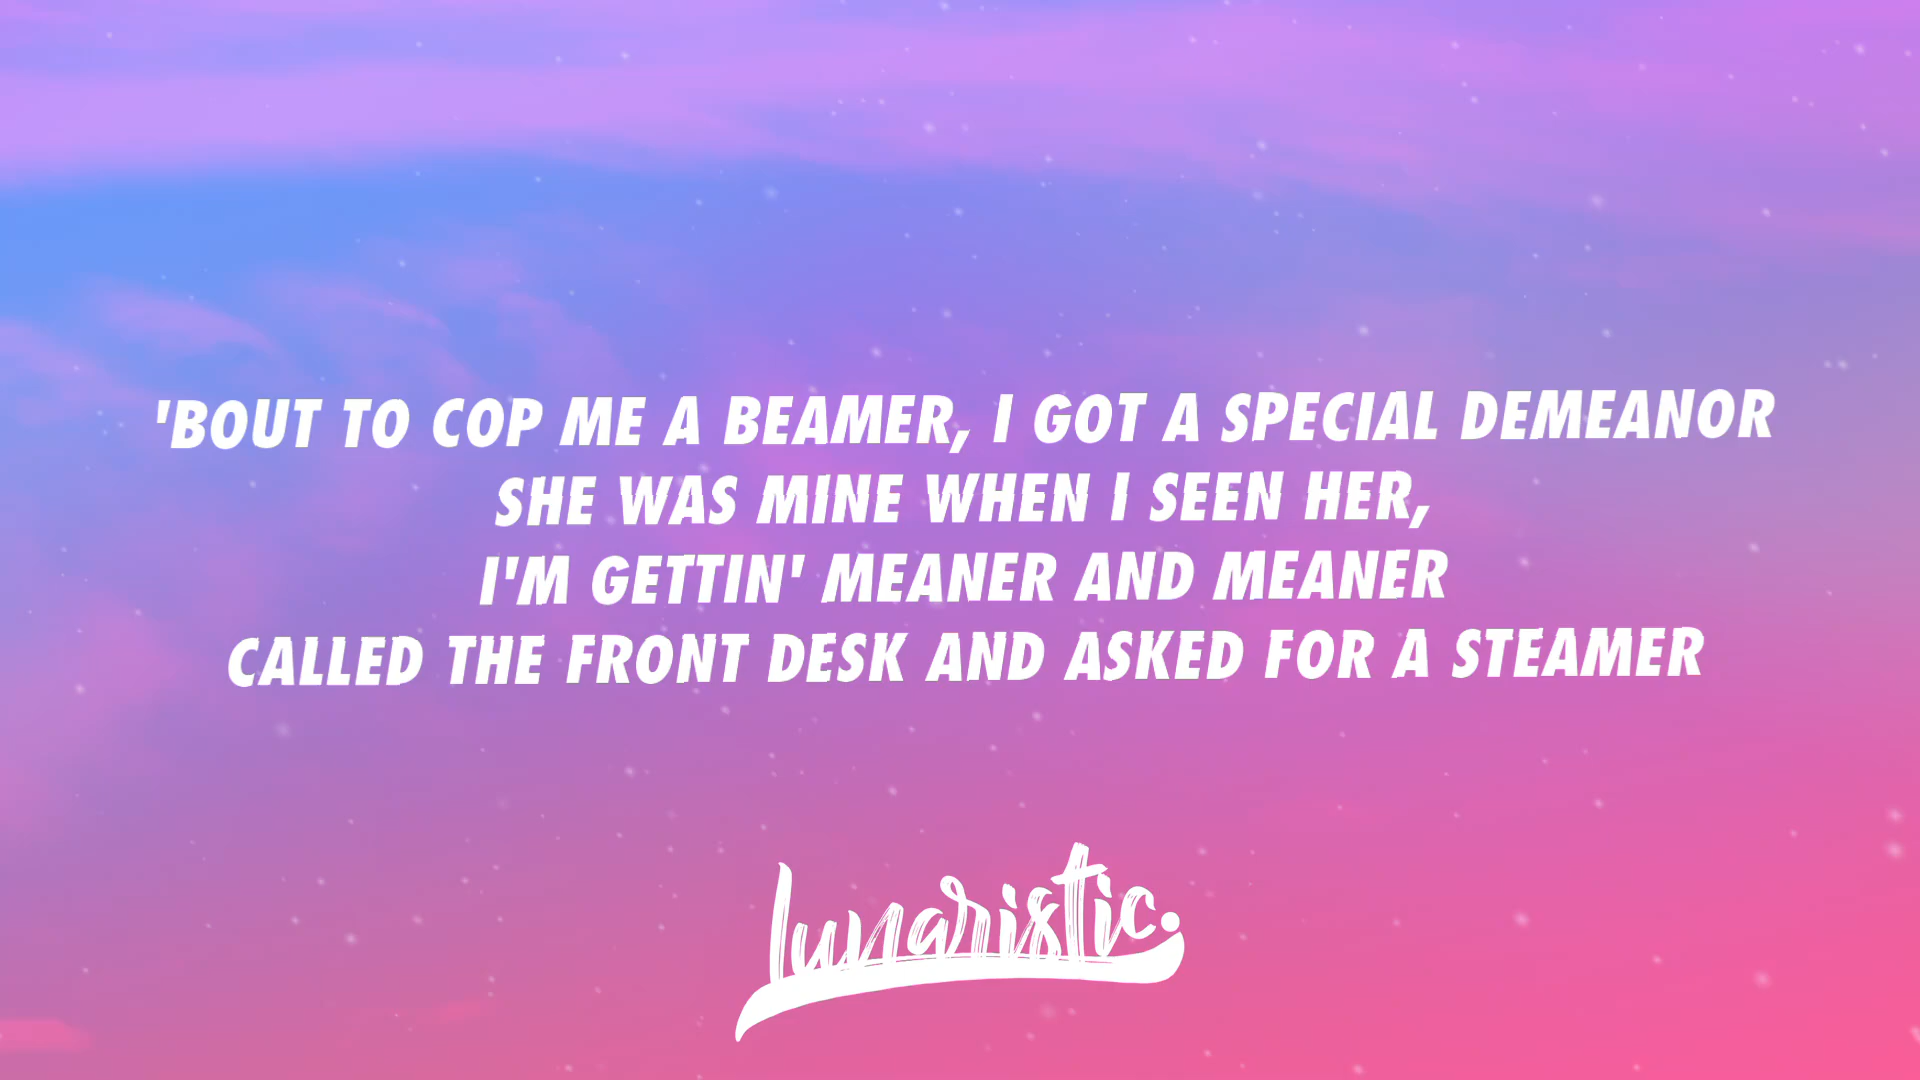 'BOUT TO COP ME A BEAMER, I GOT A SPECIAL DEMEANOR
SHE WAS MINE WHEN I SEEN HER,
I'M GETTIN' MEANER AND MEANER
CALLED THE FRONT DESK AND ASKED FOR A STEAMER
lunaristic.